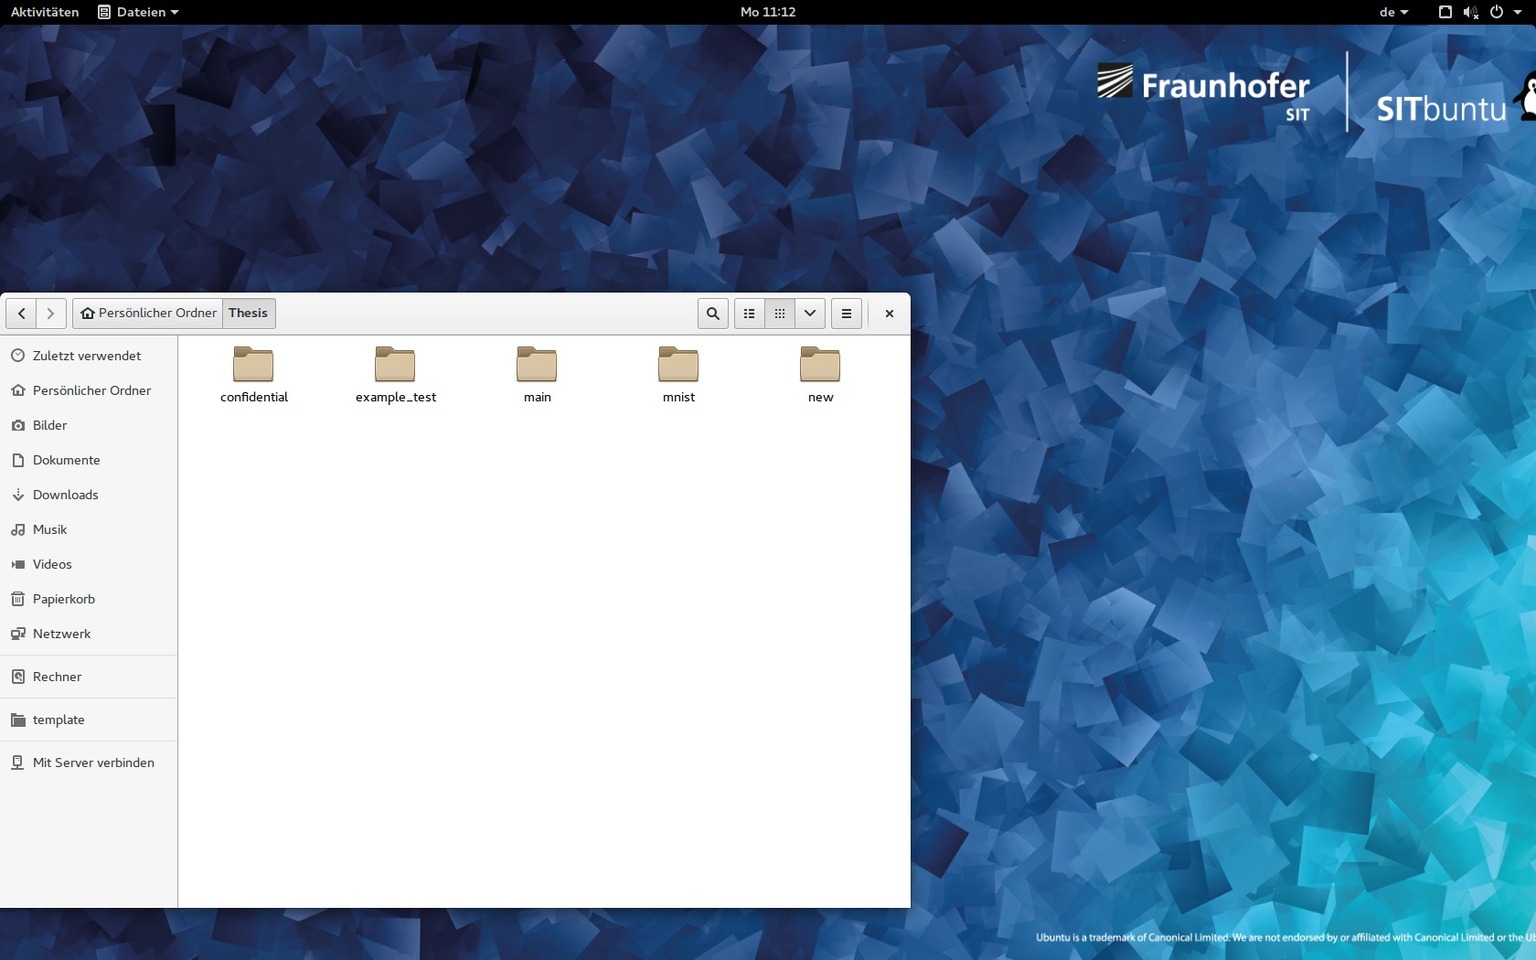 Aktivitäten Dateien Mo 11:12 de
Fraunhofer
SIT
SITbuntu
Persönlicher Ordner Thesis
Zuletzt verwendet
Persönlicher Ordner
Bilder
Dokumente
Downloads
Musik
Videos
Papierkorb
Netzwerk
Rechner
template
Mit Server verbinden
confidential example_test main mnist new
Ubuntu is a trademark of Canonical Limited. We are not endorsed by or affiliated with Canonical Limited or the Ub